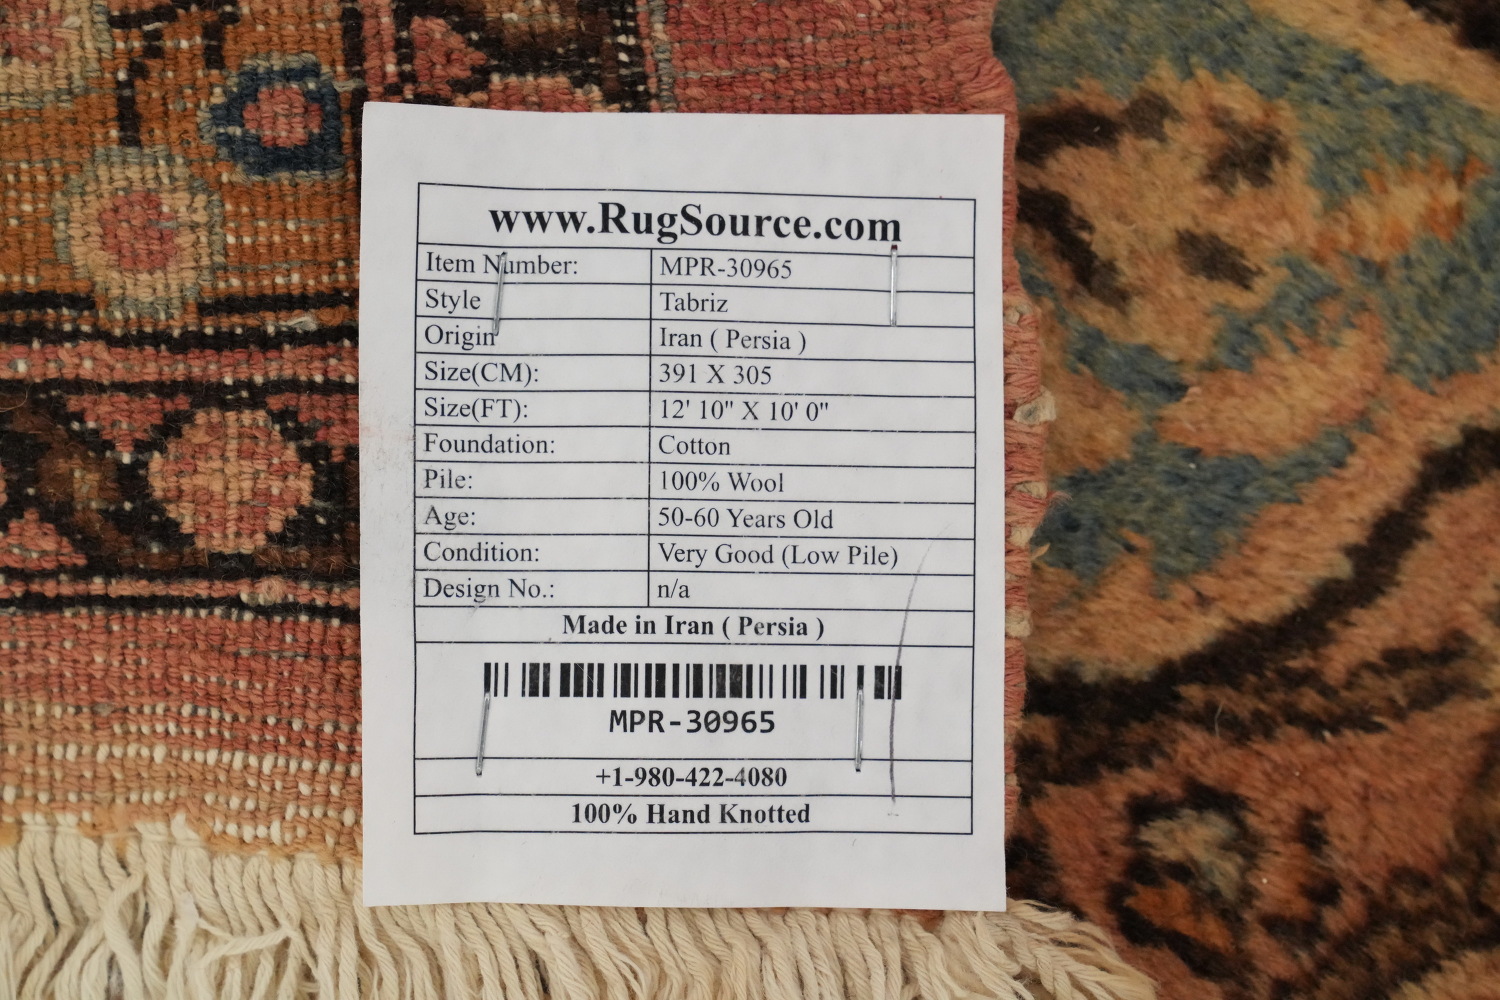 www.RugSource.com
Item Number: MPR-30965
Style Tabriz
Origin Iran ( Persia )
Size(CM): 391 X 305
Size(FT): 12' 10" X 10' 0"
Foundation: Cotton
Pile: 100% Wool
Age: 50-60 Years Old
Condition: Very Good (Low Pile)
Design No.: n/a
Made in Iran ( Persia )
MPR-30965
+1-980-422-4080
100% Hand Knotted